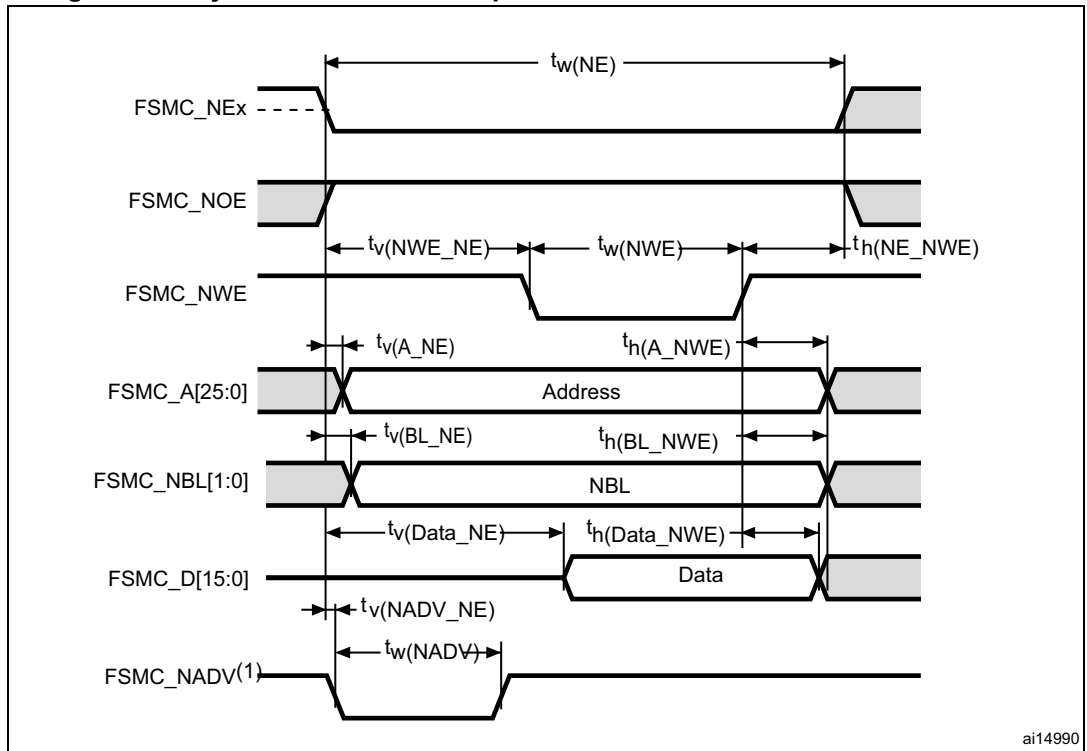 tw(NE)
FSMC_NEx
FSMC_NOE
tv(NWE_NE) tw(NWE) th(NE_NWE)
FSMC_NWE
tv(A_NE) th(A_NWE)
FSMC_A[25:0] Address
tv(BL_NE) th(BL_NWE)
FSMC_NBL[1:0] NBL
tv(Data_NE) th(Data_NWE)
FSMC_D[15:0] Data
tv(NADV_NE)
tw(NADV)
FSMC_NADV(1)
ai14990